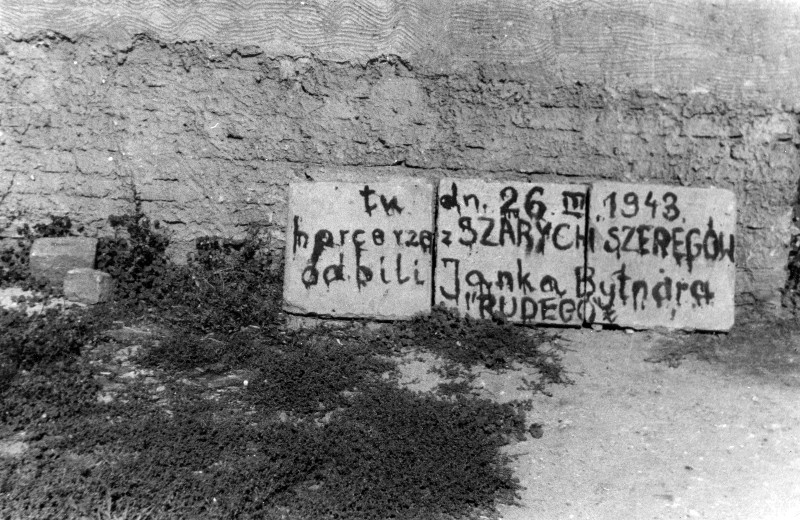 tu dn. 26. III. 1943.
harcerze z SZARYCH SZEREGÓW
odbili Janka Bytnara
"RUDEGO"